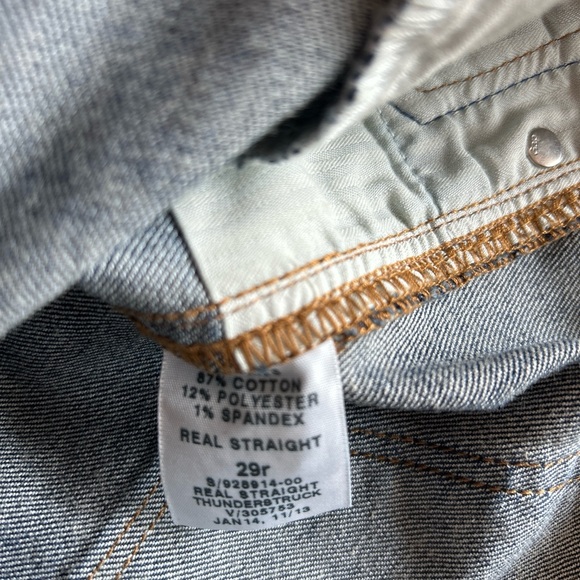 87% COTTON
12% POLYESTER
1% SPANDEX
REAL STRAIGHT
29r
S/928914-00
REAL STRAIGHT
THUNDERSTRUCK
V/305753
JAN14, 11/13